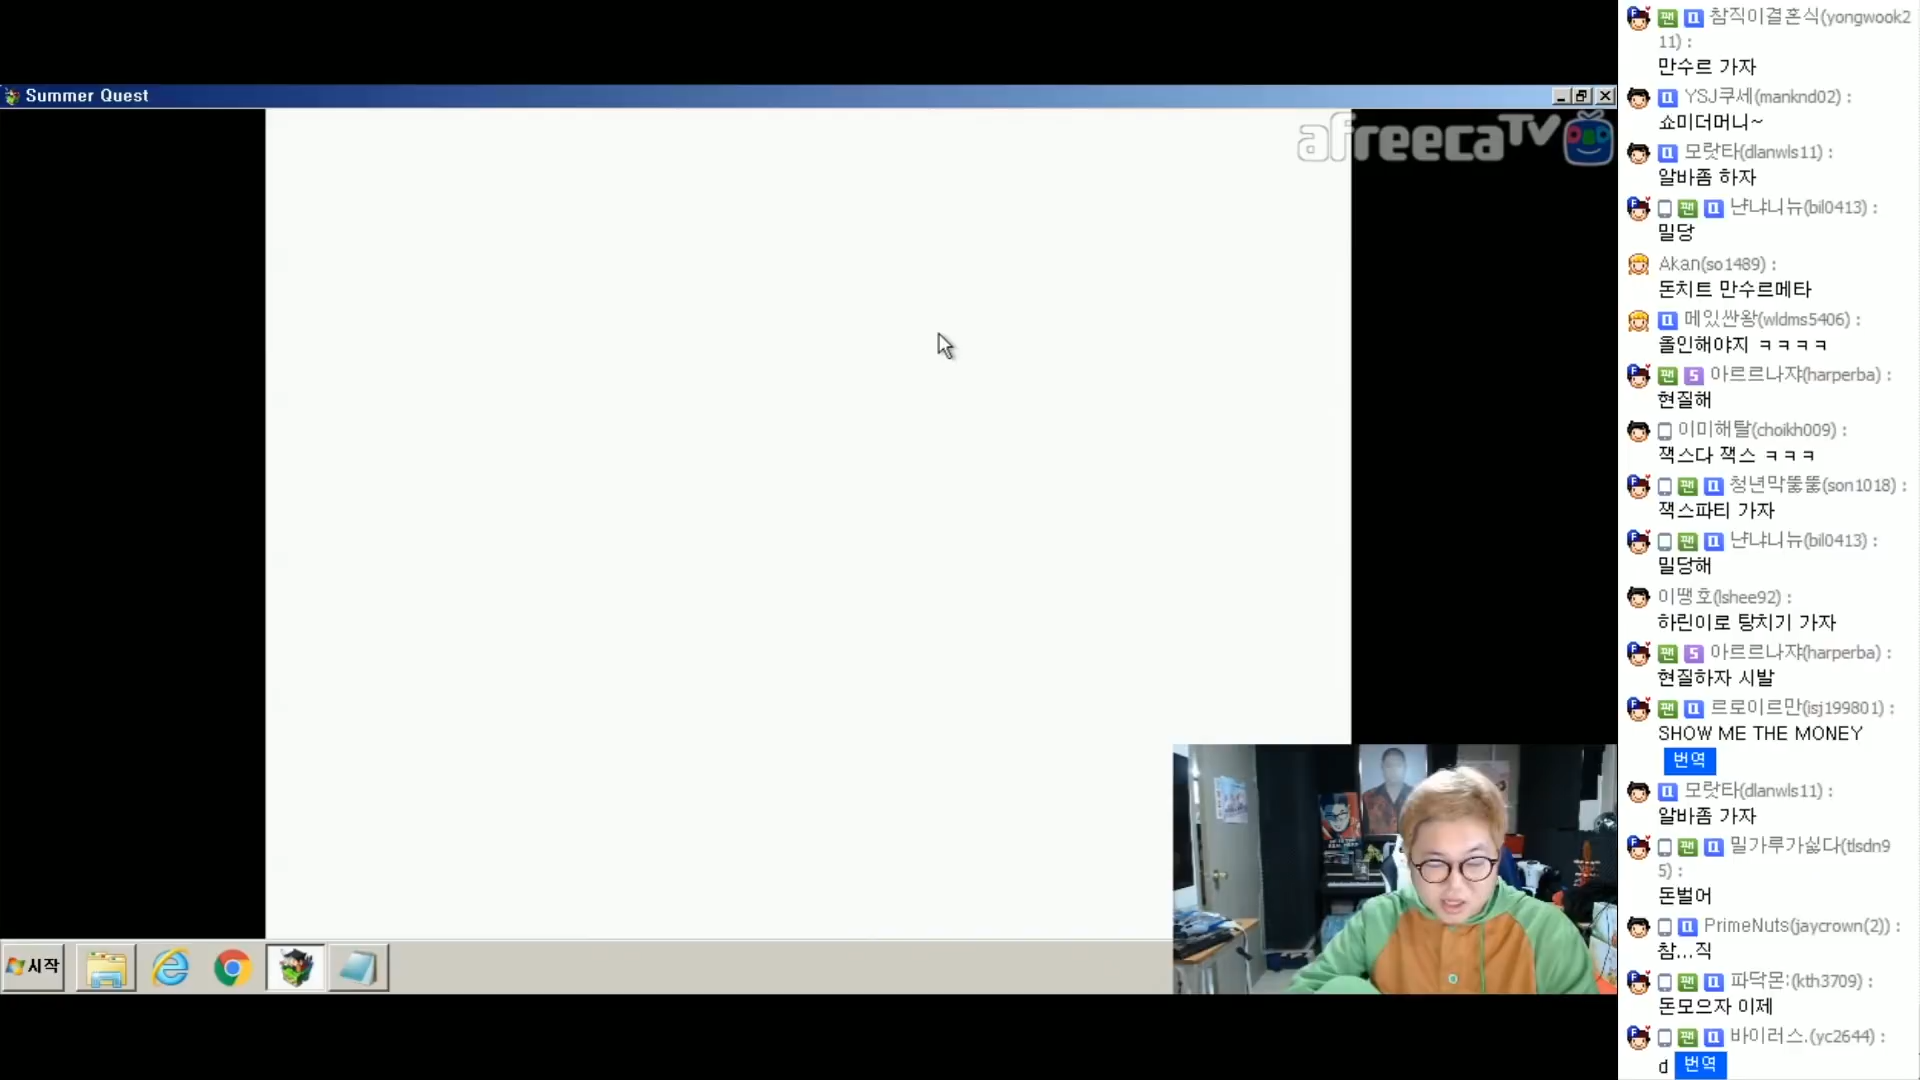 Summer Quest
afreecaTV
시작
참직이결혼식(yongwook2
11) :
만수르 가자
YSJ쿠세(manknd02) :
쇼미더머니~
모랏타(dlanwls11) :
알바좀 하자
냔냐니뉴(bil0413) :
밀당
Akan(so1489) :
돈치트 만수르메타
메있싼왕(wldms5406) :
올인해야지 ㅋㅋㅋㅋ
아르르나쟈(harperba) :
현질해
이미해탈(choikh009) :
잭스다 잭스 ㅋㅋㅋ
청년막뚫뚫(son1018) :
잭스파티 가자
냔냐니뉴(bil0413) :
밀당해
이땡호(lshee92) :
하린이로 탕치기 가자
아르르나쟈(harperba) :
현질하자 시발
르로이르만(isj199801) :
SHOW ME THE MONEY
번역
모랏타(dlanwls11) :
알바좀 가자
밀가루가싫다(tlsdn9
5) :
돈벌어
PrimeNuts(jaycrown(2)) :
참...직
파닥몬:(kth3709) :
돈모으자 이제
바이러스.(yc2644) :
d 번역